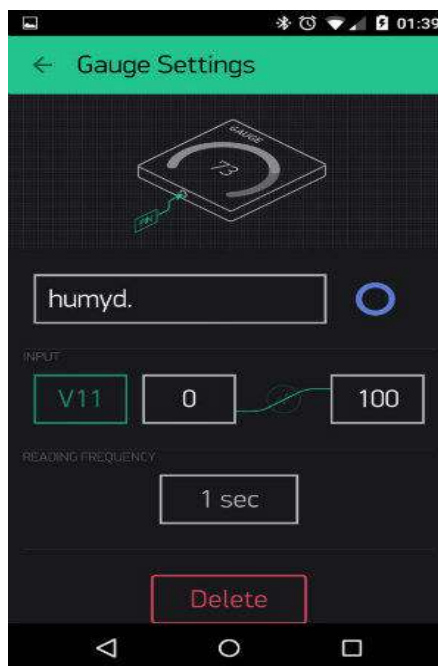 01:39
Gauge Settings
GAUGE
73
PIN
humyd.
INPUT
V11 0 100
READING FREQUENCY
1 sec
Delete